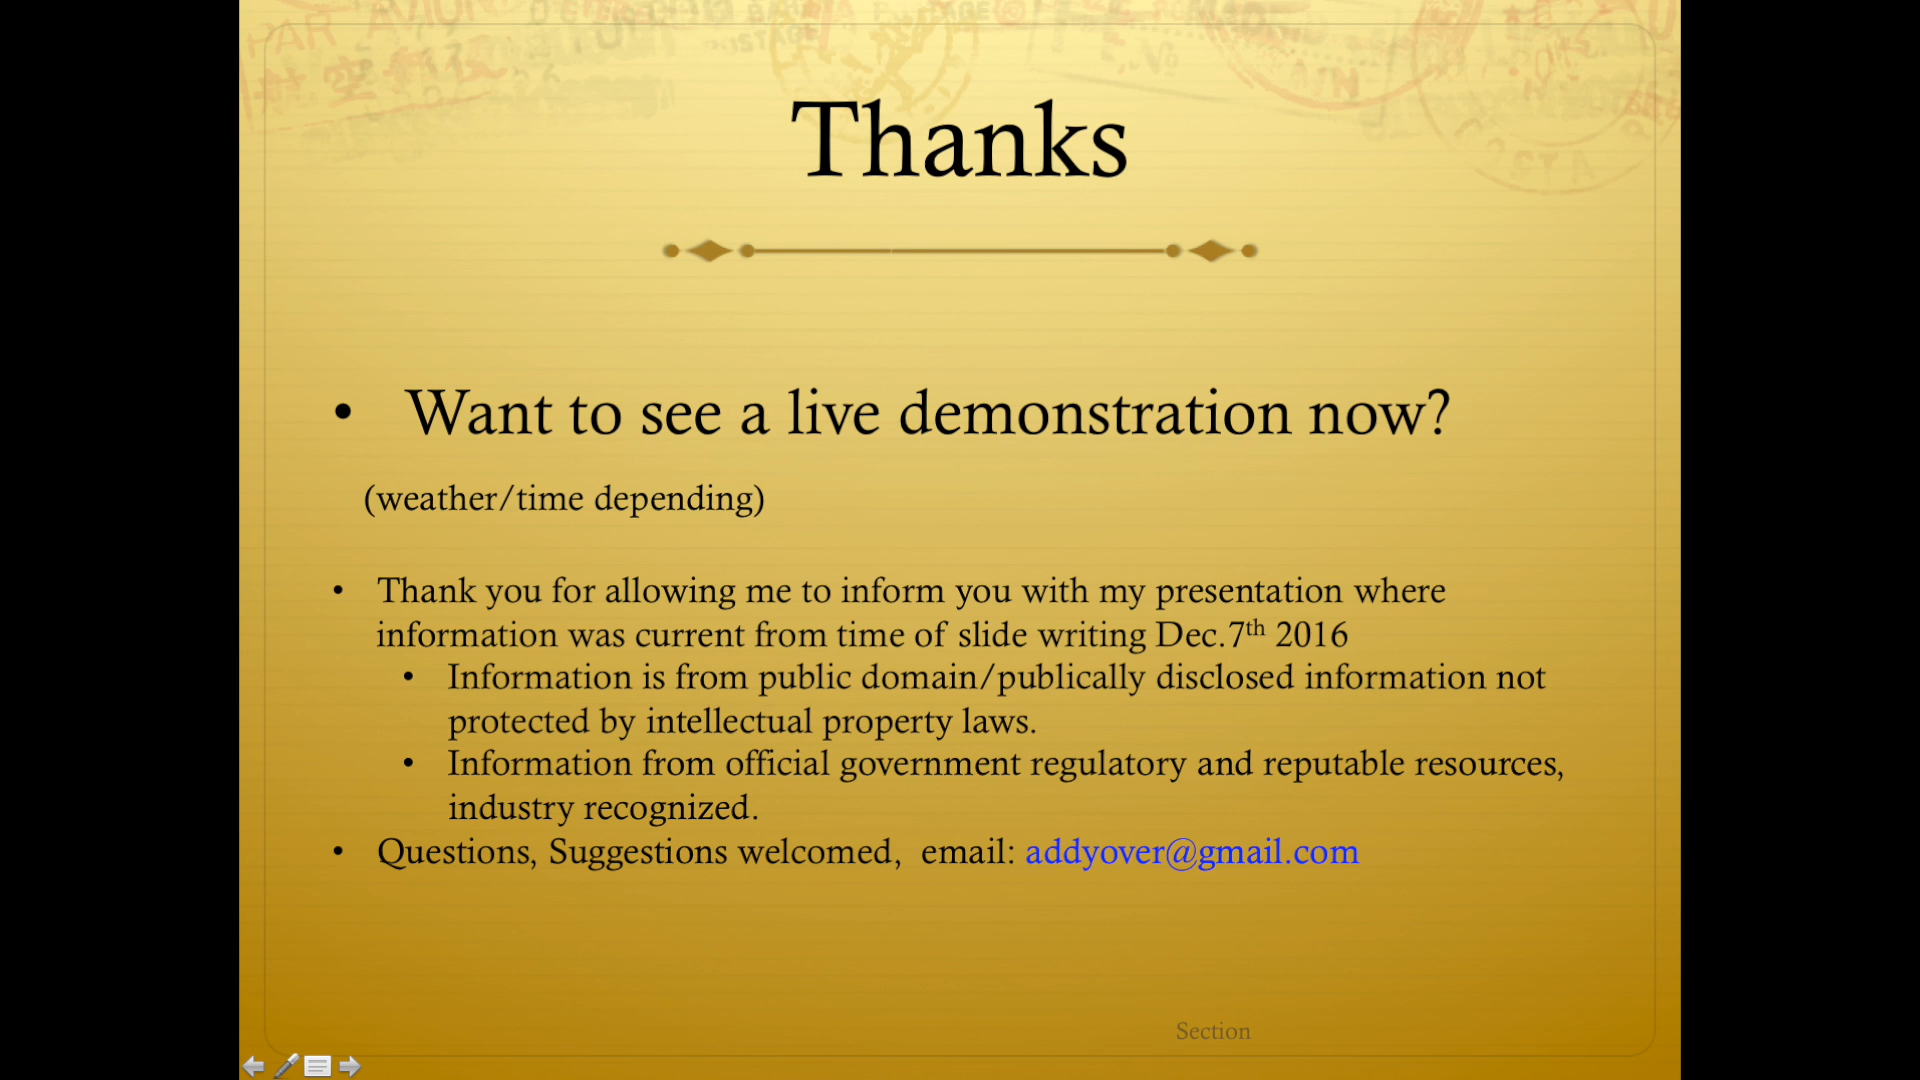 PAR AVION
Thanks
• Want to see a live demonstration now?
(weather/time depending)
• Thank you for allowing me to inform you with my presentation where
information was current from time of slide writing Dec.7th 2016
• Information is from public domain/publically disclosed information not
protected by intellectual property laws.
• Information from official government regulatory and reputable resources,
industry recognized.
• Questions, Suggestions welcomed, email: addyover@gmail.com
Section